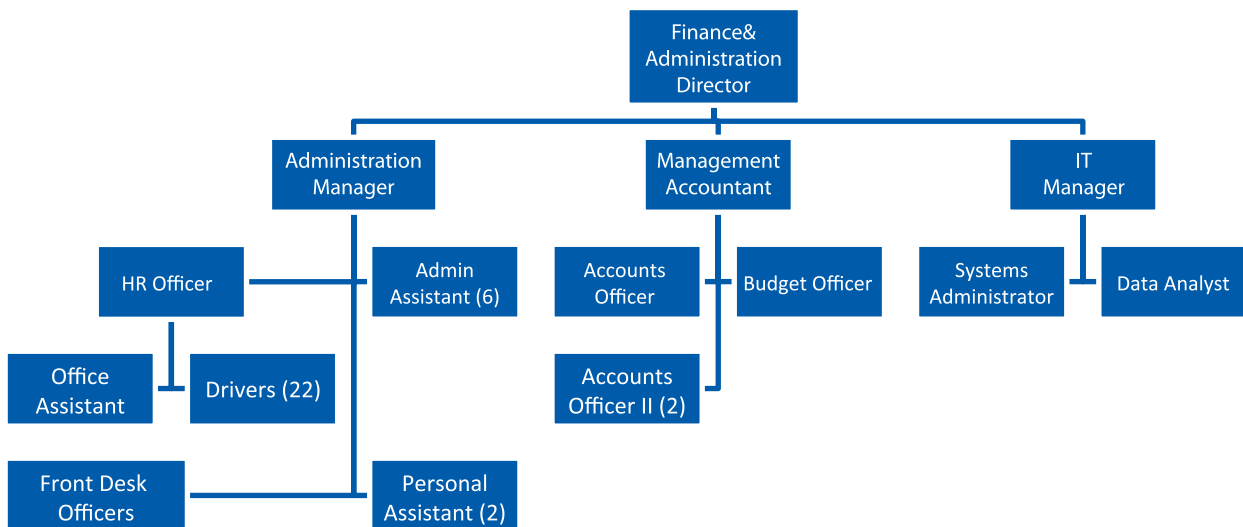 Finance&
Administration
Director
Administration
Manager
Management
Accountant
IT
Manager
HR Officer
Admin
Assistant (6)
Accounts
Officer
Budget Officer
Systems
Administrator
Data Analyst
Office
Assistant
Drivers (22)
Accounts
Officer II (2)
Front Desk
Officers
Personal
Assistant (2)